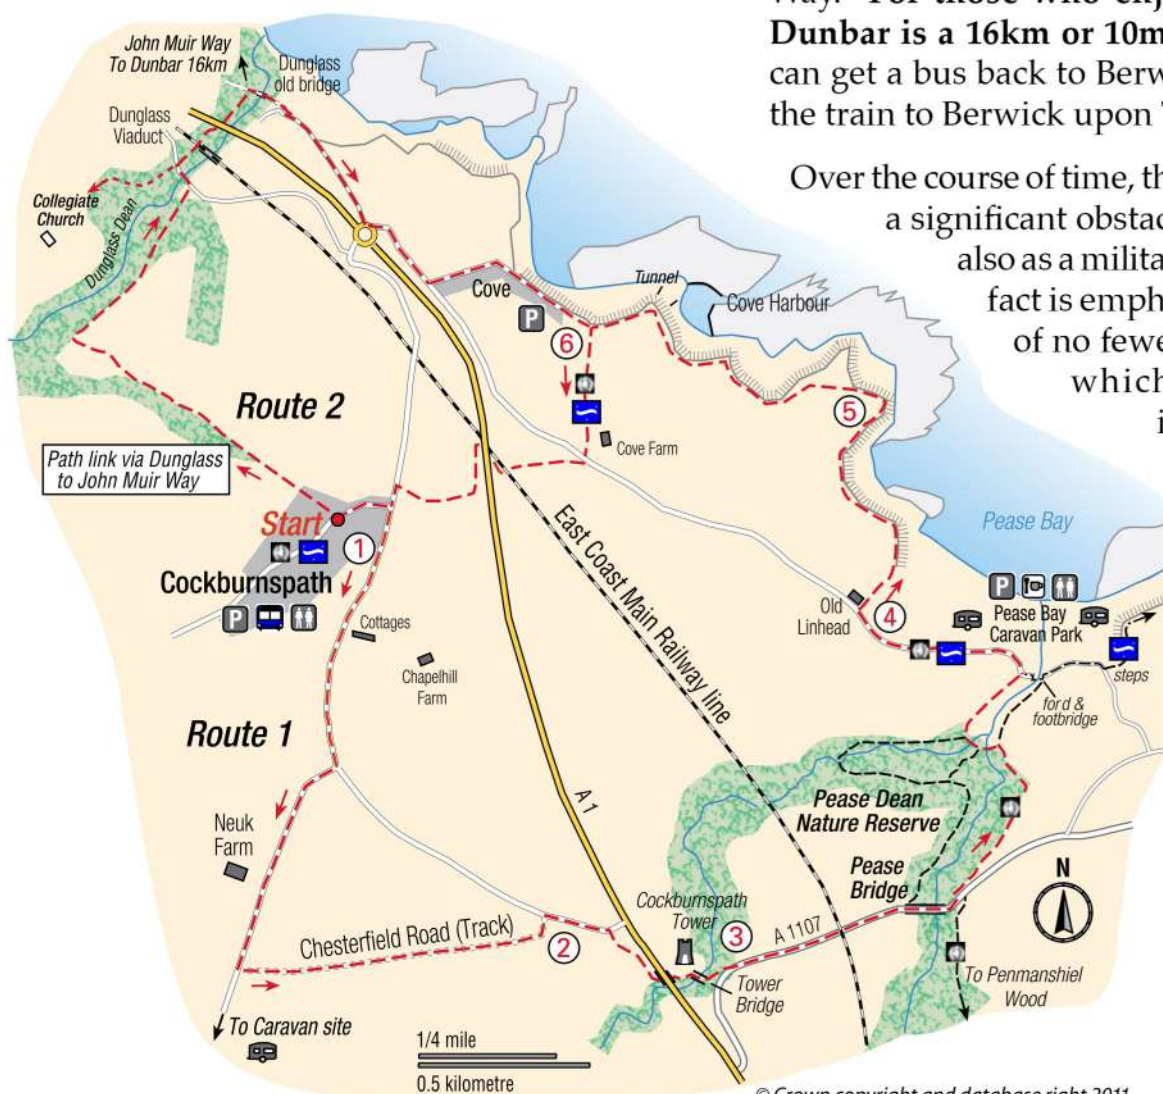 way. For those who enj
Dunbar is a 16km or 10m
can get a bus back to Berw
the train to Berwick upon
Over the course of time, th
a significant obstac
also as a milita
fact is emph
of no fewe
which
i
John Muir Way
To Dunbar 16km
Dunglass
old bridge
Dunglass
Viaduct
Collegiate
Church
Dunglass Dean
Cove
P
Tunnel
Cove Harbour
6
5
Route 2
Cove Farm
Path link via Dunglass
to John Muir Way
Start
1
Cockburnspath
P
Cottages
Chapelhill
Farm
East Coast Main Railway line
Pease Bay
P
Old
Linhead
4
Pease Bay
Caravan Park
steps
ford &
footbridge
Route 1
A 1
Neuk
Farm
Pease Dean
Nature Reserve
Pease
Bridge
N
Cockburnspath
Tower
Chesterfield Road (Track)
2
3
A 1107
Tower
Bridge
To Penmanshiel
Wood
To Caravan site
1/4 mile
0.5 kilometre
© Crown copyright and database right 2011